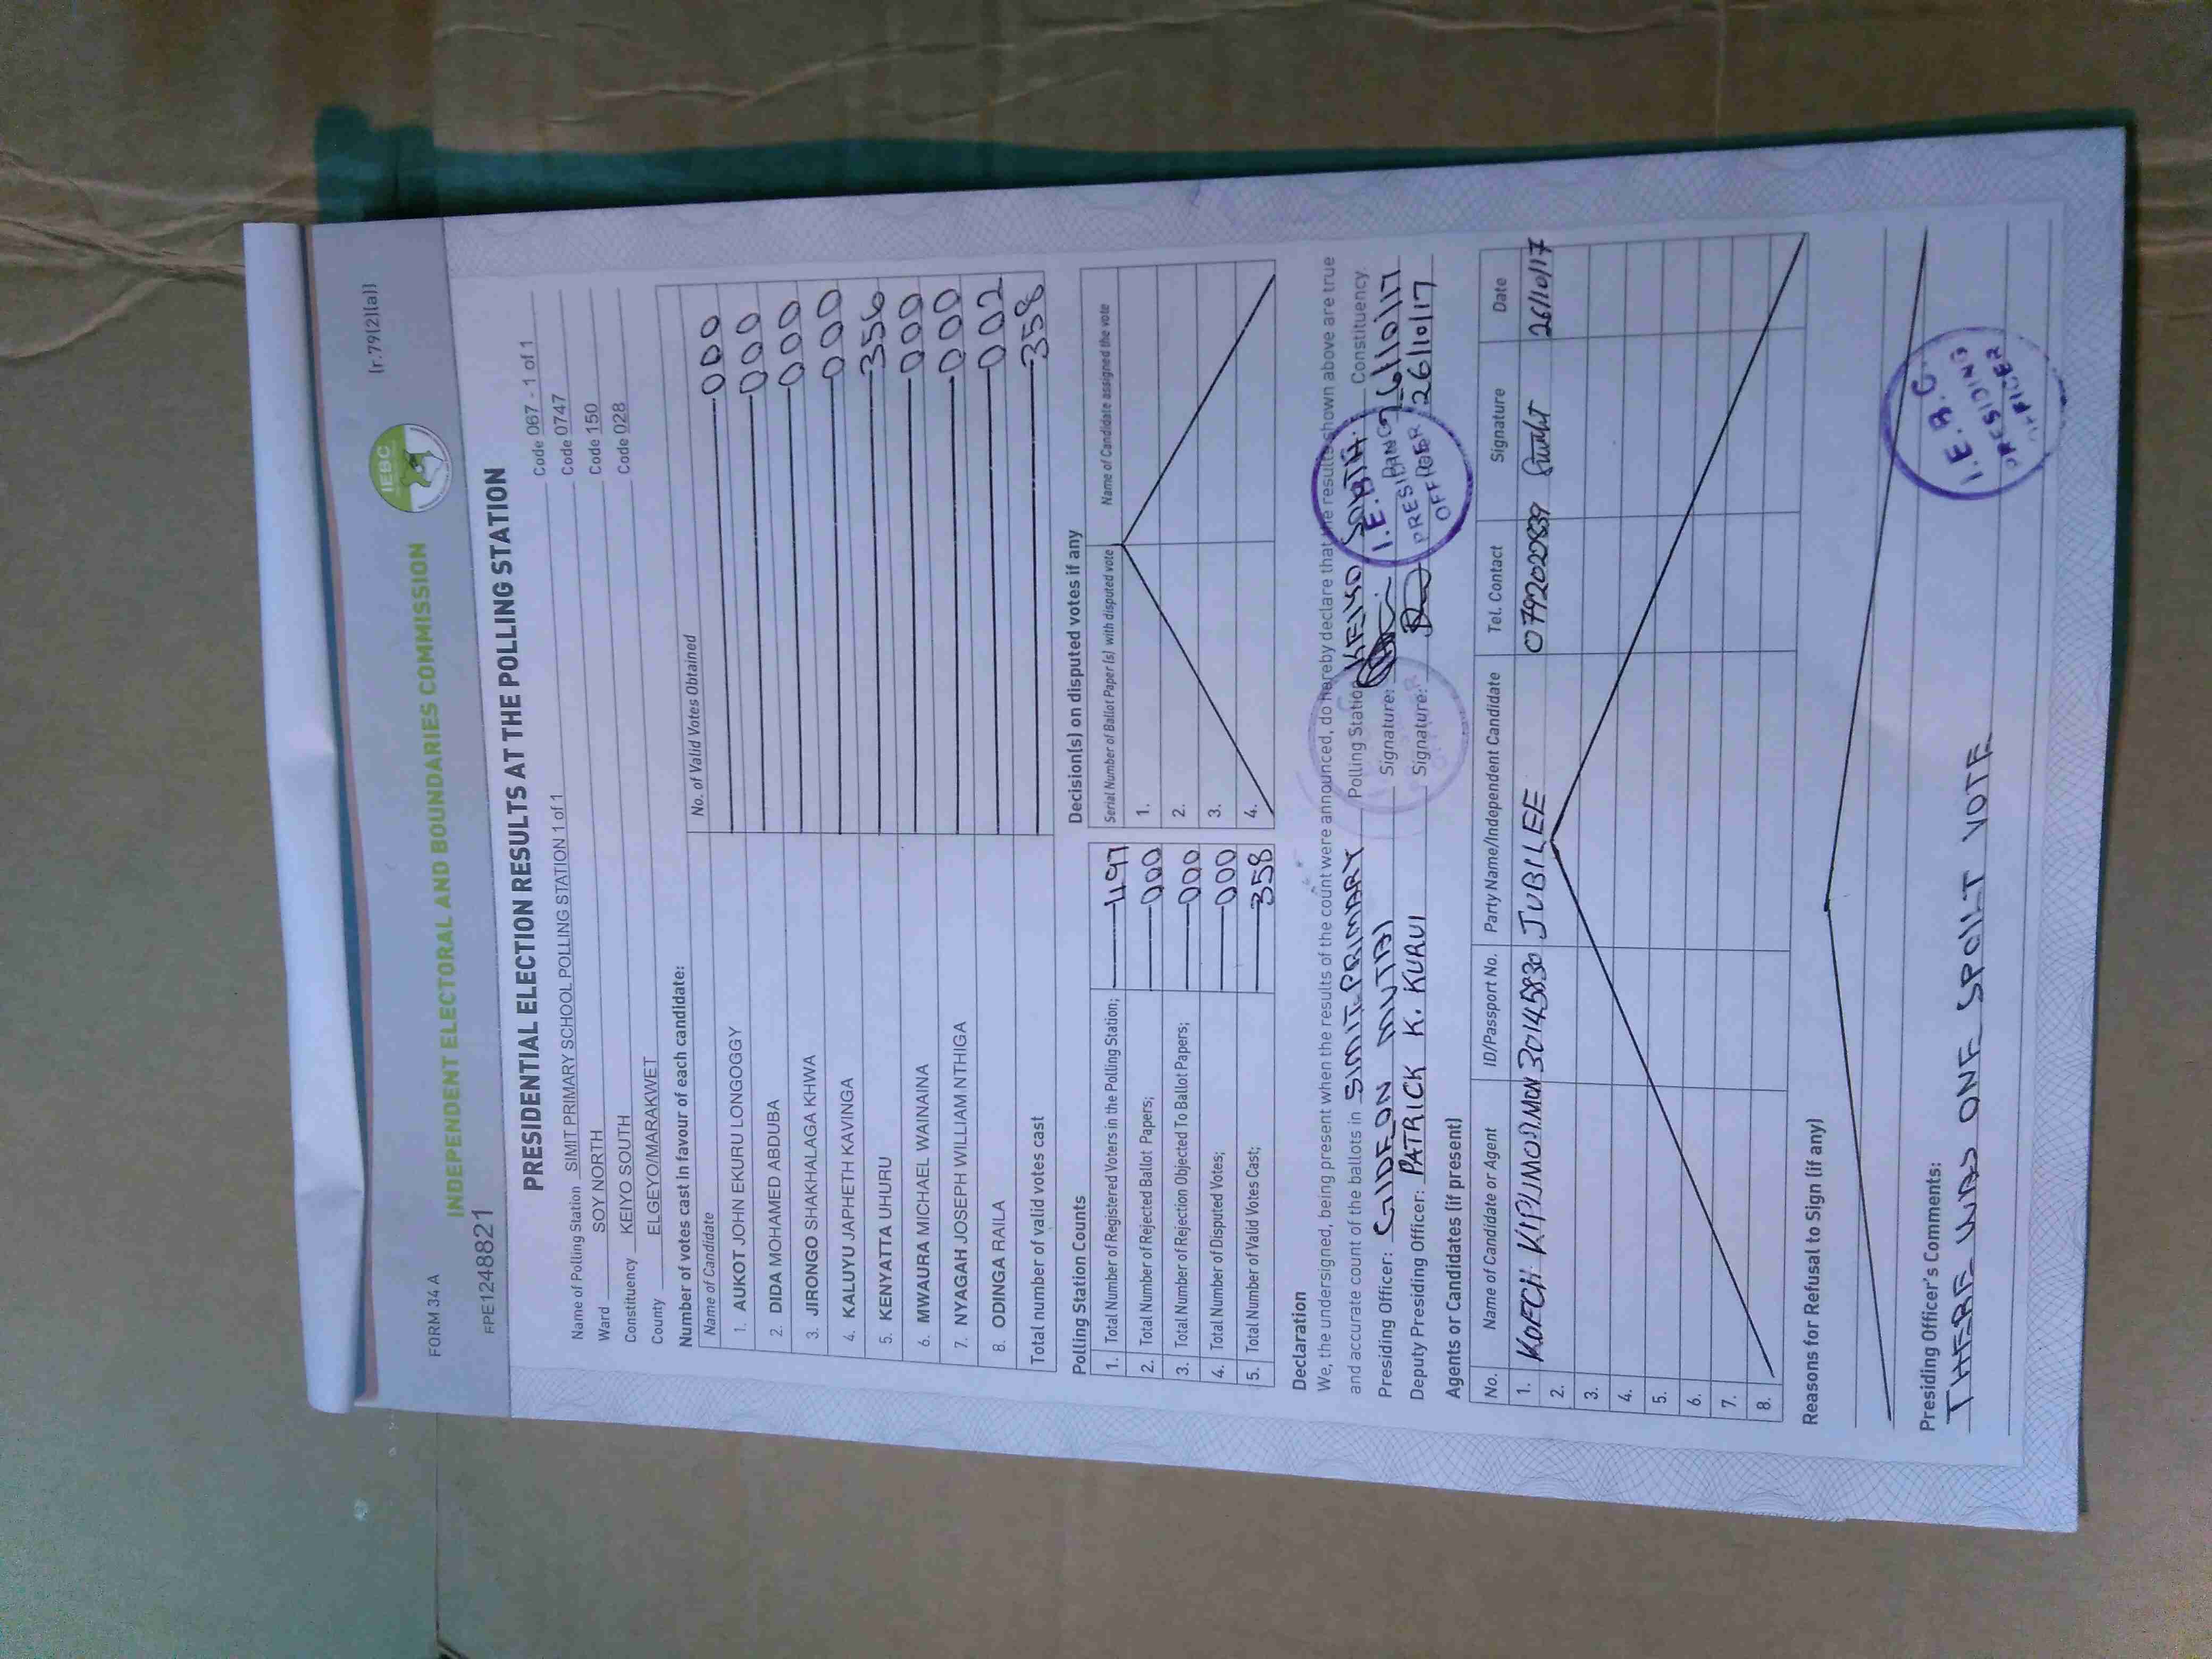 FORM 34 A
[r.79(2)(a)]
IEBC
INDEPENDENT ELECTORAL AND BOUNDARIES COMMISSION
FPE1248821
PRESIDENTIAL ELECTION RESULTS AT THE POLLING STATION
Name of Polling Station SIMIT PRIMARY SCHOOL POLLING STATION 1 of 1 Code 067 - 1 of 1
Ward SOY NORTH Code 0747
Constituency KEIYO SOUTH Code 150
County ELGEYO/MARAKWET Code 028
Number of votes cast in favour of each candidate:
Name of Candidate No. of Valid Votes Obtained
1. AUKOT JOHN EKURU LONGOGGY 000
2. DIDA MOHAMED ABDUBA 000
3. JIRONGO SHAKHALAGA KHWA 000
4. KALUYU JAPHETH KAVINGA 000
5. KENYATTA UHURU 356
6. MWAURA MICHAEL WAINAINA 000
7. NYAGAH JOSEPH WILLIAM NTHIGA 000
8. ODINGA RAILA 002
Total number of valid votes cast 358
Polling Station Counts
1. Total Number of Registered Voters in the Polling Station; 497
2. Total Number of Rejected Ballot Papers; 000
3. Total Number of Rejection Objected To Ballot Papers; 000
4. Total Number of Disputed Votes; 000
5. Total Number of Valid Votes Cast; 358
Decision(s) on disputed votes if any
Serial Number of Ballot Paper(s) with disputed vote Name of Candidate assigned the vote
1.
2.
3.
4.
Declaration
We, the undersigned, being present when the results of the count were announced, do hereby declare that the results shown above are true
and accurate count of the ballots in SIMIT PRIMARY Polling Station KEIYO SOUTH Constituency
Presiding Officer: GIDEON Signature: 26/10/17
Deputy Presiding Officer: PATRICK K. KURUI Signature: 26/10/17
I.E.B.C
PRESIDING
OFFICER
Agents or Candidates (if present)
No. Name of Candidate or Agent ID/Passport No. Party Name/Independent Candidate Tel. Contact Signature Date
1. KOECH 30145830 JUBILEE 0792022839 26/10/17
2.
3.
4.
5.
6.
7.
8.
Reasons for Refusal to Sign (if any)
Presiding Officer's Comments:
THERE WAS ONE SPOILT VOTE
I.E.B.C.
PRESIDING
OFFICER